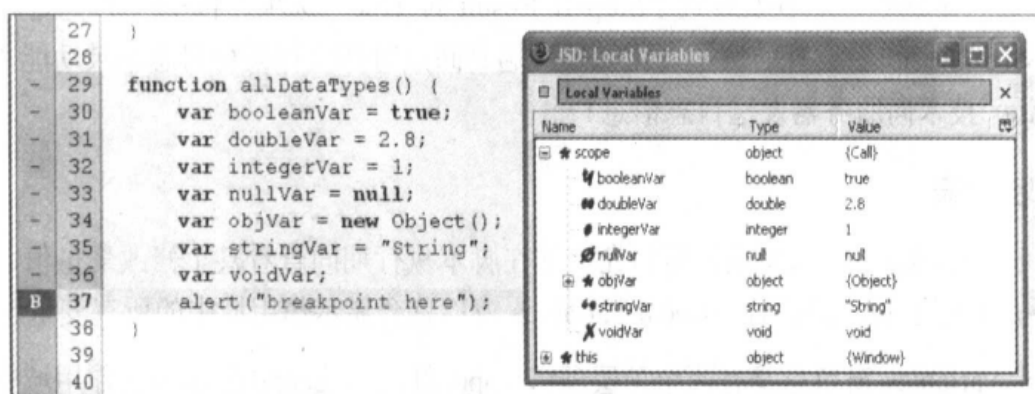 27 }
28
- 29 function allDataTypes() {
- 30 var booleanVar = true;
- 31 var doubleVar = 2.8;
- 32 var integerVar = 1;
- 33 var nullVar = null;
- 34 var objVar = new Object();
- 35 var stringVar = "String";
- 36 var voidVar;
B 37 alert("breakpoint here");
38 }
39
40
JSD: Local Variables
Local Variables
Name Type Value
scope object {Call}
booleanVar boolean true
doubleVar double 2.8
integerVar integer 1
nullVar null null
objVar object {Object}
stringVar string "String"
voidVar void void
this object {Window}